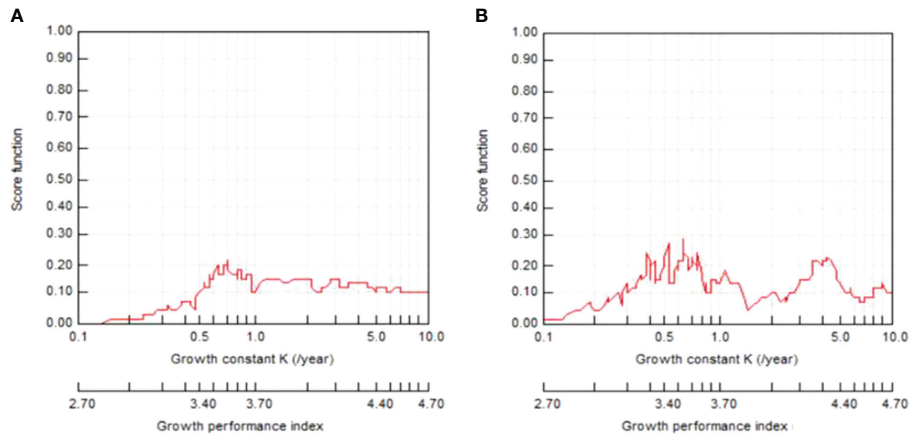 A
1.00
0.90
0.80
0.70
0.60
0.50
0.40
0.30
0.20
0.10
0.00
Score function
0.1 0.5 1.0 5.0 10.0
Growth constant K (/year)
2.70 3.40 3.70 4.40 4.70
Growth performance index
B
1.00
0.90
0.80
0.70
0.60
0.50
0.40
0.30
0.20
0.10
0.00
Score function
0.1 0.5 1.0 5.0 10.0
Growth constant K (/year)
2.70 3.40 3.70 4.40 4.70
Growth performance index